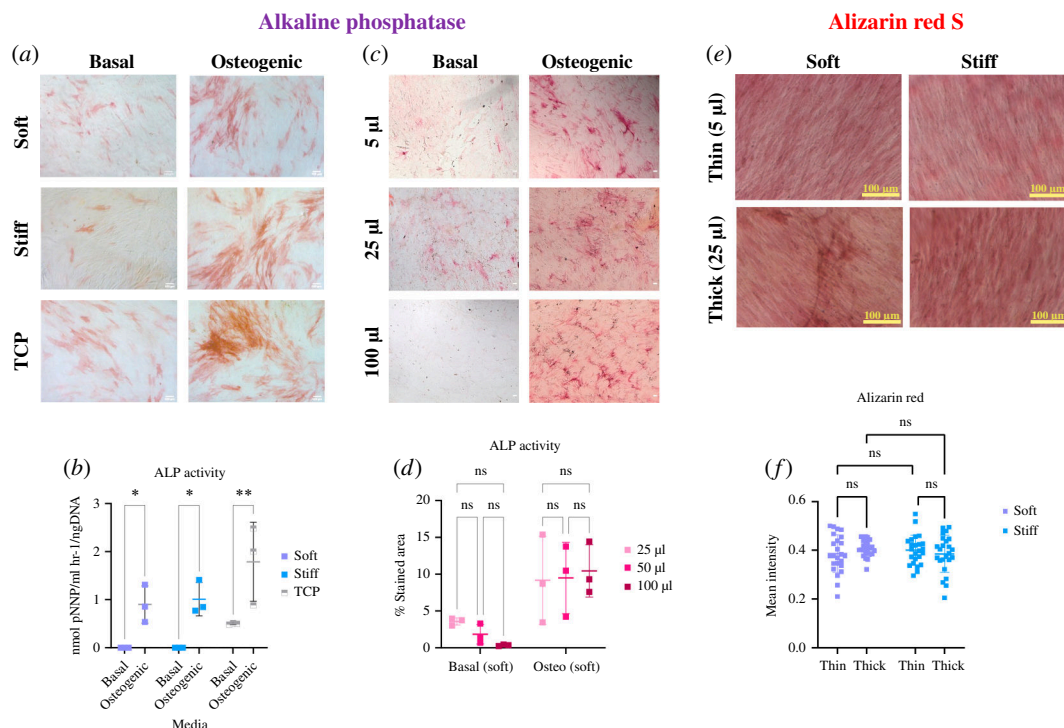 Alkaline phosphatase
Alizarin red S
(a)
Basal
Osteogenic
Soft
Stiff
TCP
(c)
Basal
Osteogenic
5 µl
25 µl
100 µl
(e)
Soft
Stiff
Thin (5 µl)
Thick (25 µl)
100 µm
100 µm
100 µm
100 µm
(b)
ALP activity
* * **
nmol pNNP/ml hr-1/ngDNA
3
2
1
0
Basal
Osteogenic
Basal
Osteogenic
Basal
Osteogenic
Media
Soft
Stiff
TCP
(d)
ALP activity
ns ns
ns ns ns ns
% Stained area
20
15
10
5
0
Basal (soft) Osteo (soft)
25 µl
50 µl
100 µl
(f)
Alizarin red
ns
ns
ns ns
Mean intensity
0.6
0.4
0.2
0.0
Thin Thick Thin Thick
Soft
Stiff